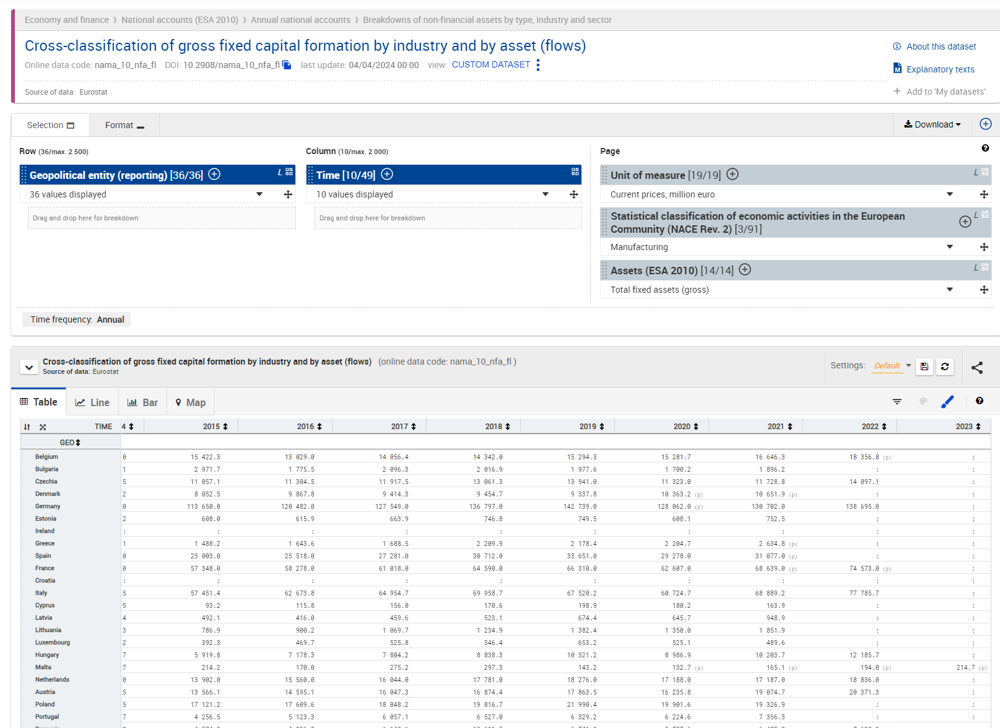 Economy and finance 》 National accounts (ESA 2010) 》 Annual national accounts 》 Breakdowns of non-financial assets by type, industry and sector
Cross-classification of gross fixed capital formation by industry and by asset (flows)
Online data code: nama_10_nfa_fl DOI: 10.2908/nama_10_nfa_fl last update: 04/04/2024 00:00 view: CUSTOM DATASET
Source of data: Eurostat
About this dataset
Explanatory texts
+ Add to 'My datasets'
Selection Format Download
Row (36/max. 2 500) Column (10/max. 2 000) Page
Geopolitical entity (reporting) [36/36] L
36 values displayed
Drag and drop here for breakdown
Time [10/49]
10 values displayed
Drag and drop here for breakdown
Unit of measure [19/19] L
Current prices, million euro
Statistical classification of economic activities in the European
Community (NACE Rev. 2) [3/91] L
Manufacturing
Assets (ESA 2010) [14/14] L
Total fixed assets (gross)
Time frequency: Annual
Cross-classification of gross fixed capital formation by industry and by asset (flows) (online data code: nama_10_nfa_fl )
Source of data: Eurostat
Settings: Default
Table Line Bar Map
TIME 4 2015 2016 2017 2018 2019 2020 2021 2022 2023
GEO
Belgium 0 15 422.3 13 029.0 14 056.4 14 342.0 15 294.3 15 281.7 16 646.3 18 356.8 (p) :
Bulgaria 1 2 971.7 1 775.5 2 096.3 2 016.9 1 977.6 1 700.2 1 896.2 : :
Czechia 5 11 057.1 11 304.5 11 917.5 13 061.3 13 941.0 11 323.0 11 728.8 14 097.1 :
Denmark 2 8 052.5 9 867.8 9 414.3 9 454.7 9 337.8 10 363.2 (p) 10 651.9 (p) : :
Germany 0 113 650.0 120 482.0 127 549.0 136 797.0 142 739.0 128 062.0 (p) 130 702.0 138 695.0 :
Estonia 2 608.0 615.9 663.9 746.8 749.5 608.1 752.5 : :
Ireland : : : : : : : : : :
Greece 1 1 488.2 1 643.6 1 688.5 2 209.9 2 178.4 2 204.7 2 634.8 (p) : :
Spain 0 23 003.0 25 518.0 27 281.0 30 712.0 33 651.0 29 278.0 31 077.0 (p) : :
France 0 57 348.0 58 278.0 61 018.0 64 590.0 66 310.0 62 607.0 68 639.0 (p) 74 573.0 (p) :
Croatia : : : : : : : : : :
Italy 5 57 451.4 62 673.8 64 954.7 69 958.7 67 520.2 60 724.7 68 889.2 77 785.7 :
Cyprus 5 93.2 115.8 156.0 170.6 198.9 180.2 163.9 : :
Latvia 4 492.1 416.0 459.6 523.1 674.4 645.7 948.9 : :
Lithuania 3 786.9 900.2 1 069.7 1 234.9 1 382.4 1 350.0 1 851.9 : :
Luxembourg 2 392.3 469.7 525.8 546.4 653.2 525.1 489.6 : :
Hungary 7 5 919.8 7 178.3 7 804.2 8 838.3 10 321.2 8 986.9 10 203.7 12 185.7 :
Malta 7 214.2 170.0 275.2 297.3 143.2 132.7 (p) 165.1 (p) 194.0 (p) 214.7 (p)
Netherlands 0 13 902.0 15 560.0 16 044.0 17 781.0 18 276.0 17 188.0 17 187.0 18 836.0 :
Austria 5 13 566.1 14 595.1 16 047.3 16 874.4 17 863.5 16 235.8 19 074.7 20 371.3 :
Poland 5 17 121.2 17 609.6 18 048.2 19 816.7 21 990.4 19 901.6 19 326.9 : :
Portugal 7 4 256.5 5 123.3 6 057.1 6 527.0 6 329.2 6 224.6 7 356.3 : :